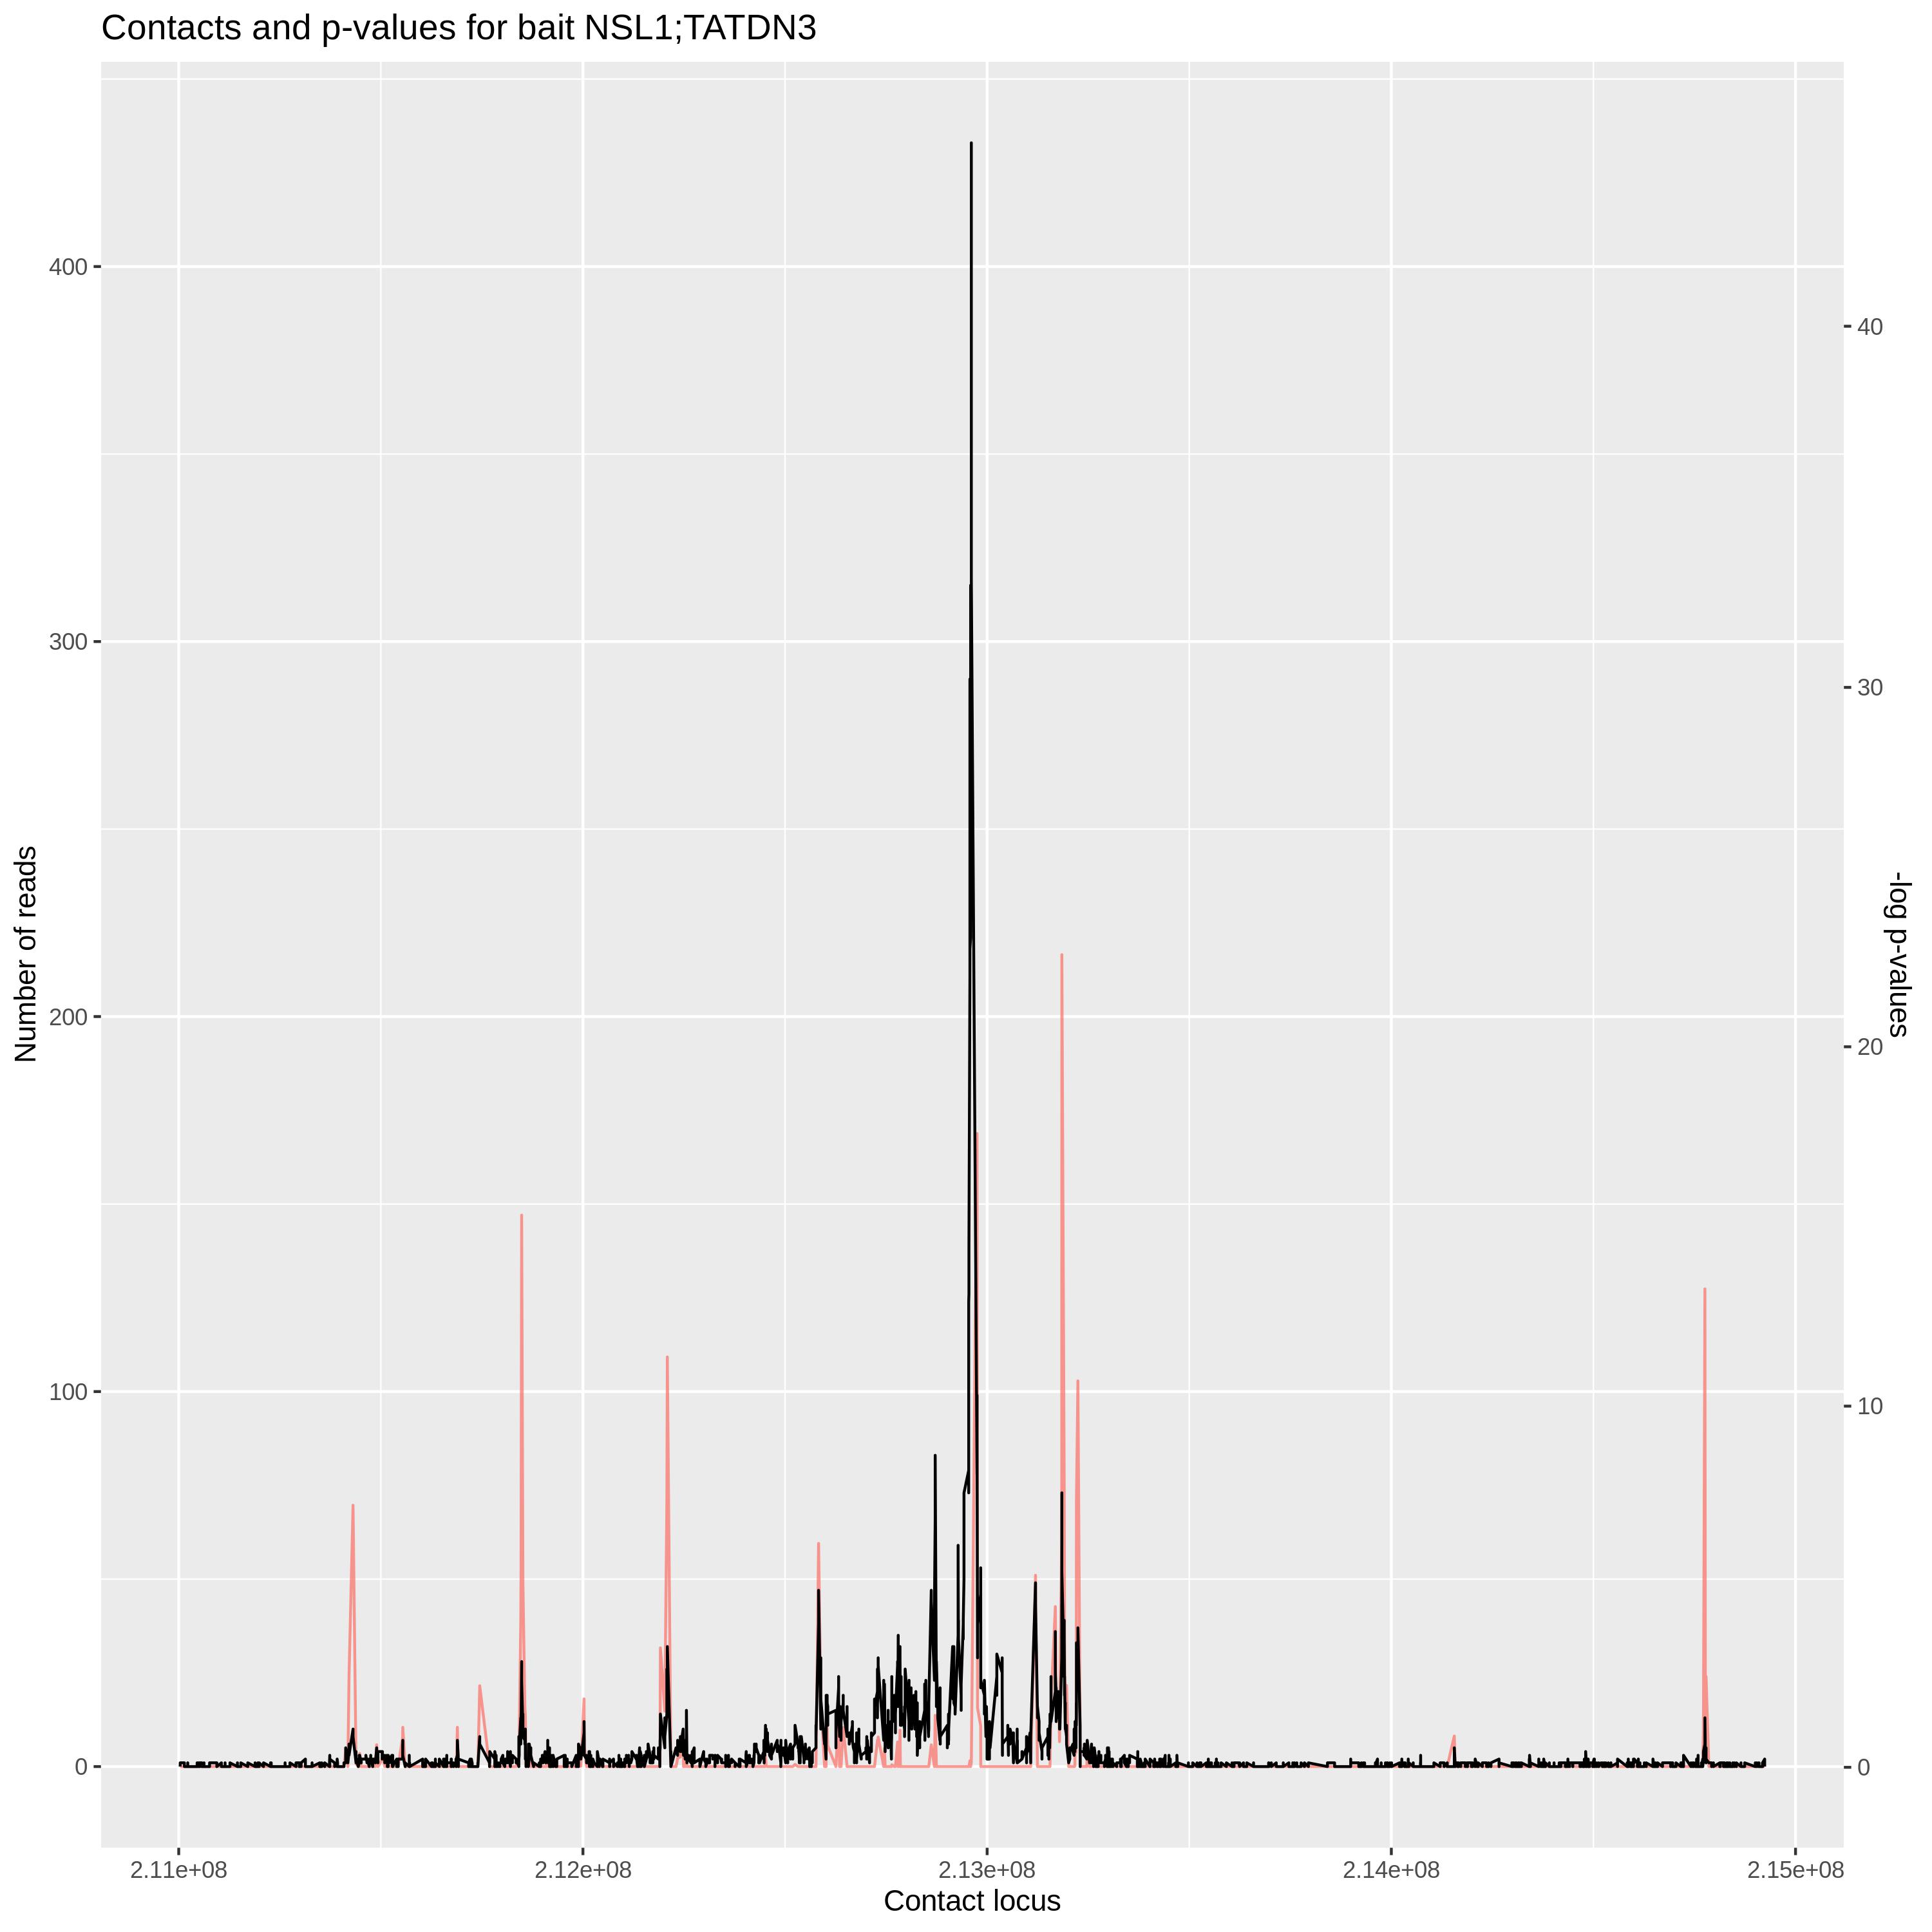 Contacts and p-values for bait NSL1;TATDN3
400
300
200
100
0
Number of reads
40
30
20
10
0
-log p-values
2.11e+08
2.12e+08
2.13e+08
2.14e+08
2.15e+08
Contact locus